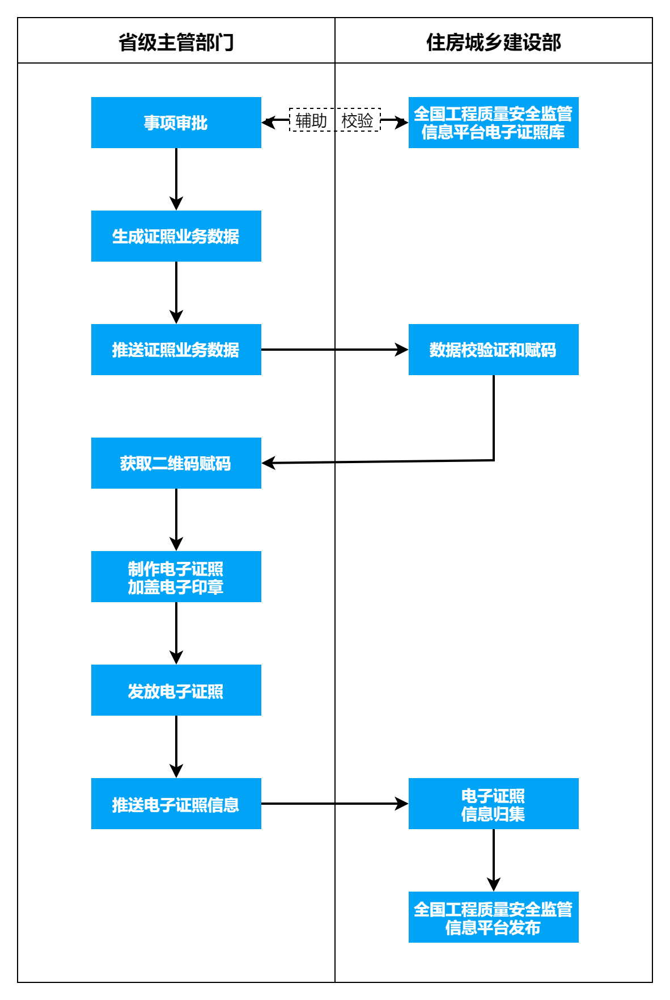 省级主管部门
住房城乡建设部
事项审批
辅助 校验
全国工程质量安全监管
信息平台电子证照库
生成证照业务数据
推送证照业务数据
数据校验证和赋码
获取二维码赋码
制作电子证照
加盖电子印章
发放电子证照
推送电子证照信息
电子证照
信息归集
全国工程质量安全监管
信息平台发布